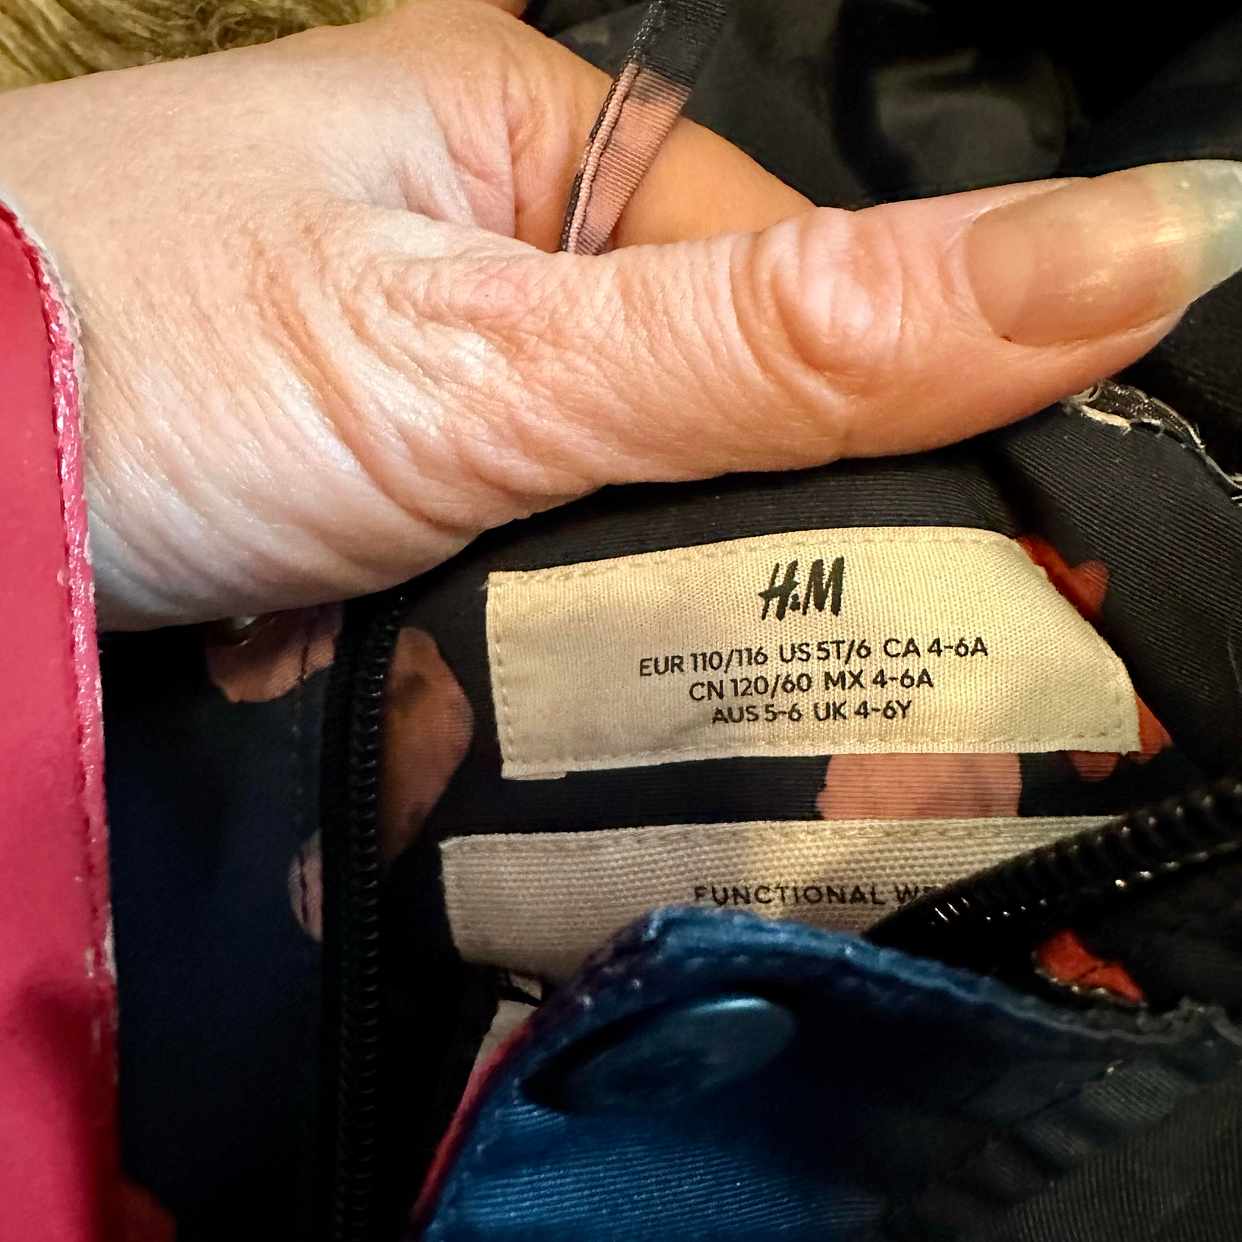 H&M
EUR 110/116 US 5T/6 CA 4-6A
CN 120/60 MX 4-6A
AUS 5-6 UK 4-6Y
FUNCTIONAL